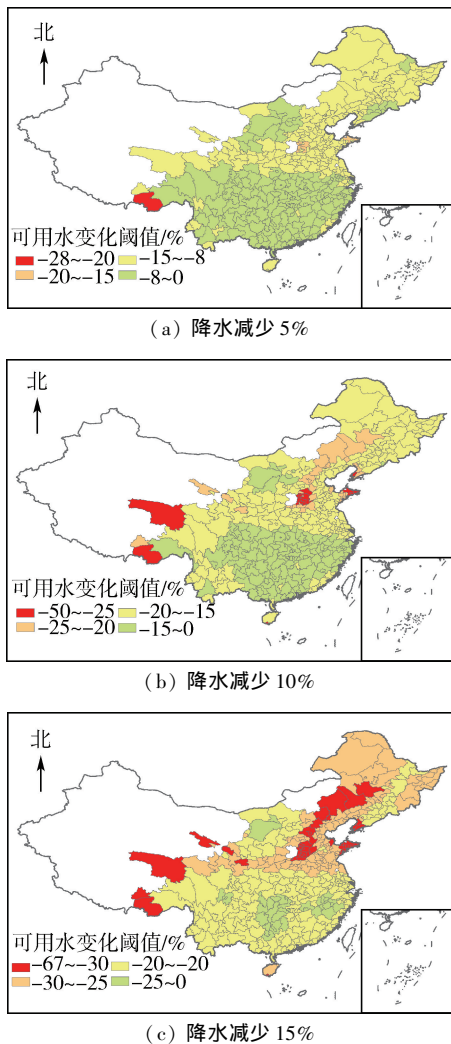 北
可用水变化阈值/%
-28~-20 -15~-8
-20~-15 -8~0
(a) 降水减少 5%
北
可用水变化阈值/%
-50~-25 -20~-15
-25~-20 -15~0
(b) 降水减少 10%
北
可用水变化阈值/%
-67~-30 -20~-20
-30~-25 -25~0
(c) 降水减少 15%